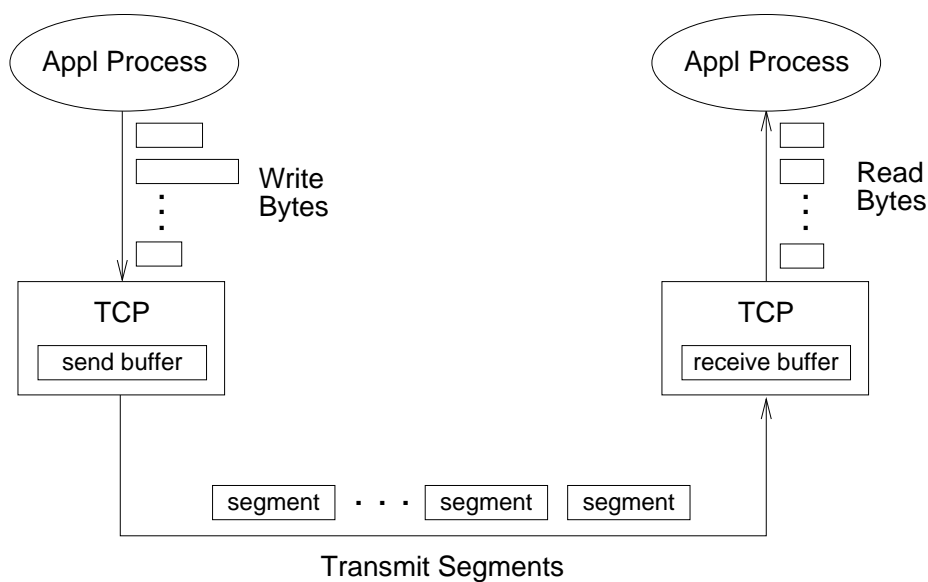 Appl Process
Appl Process
Write
Bytes
Read
Bytes
TCP
TCP
send buffer
receive buffer
segment . . . segment segment
Transmit Segments